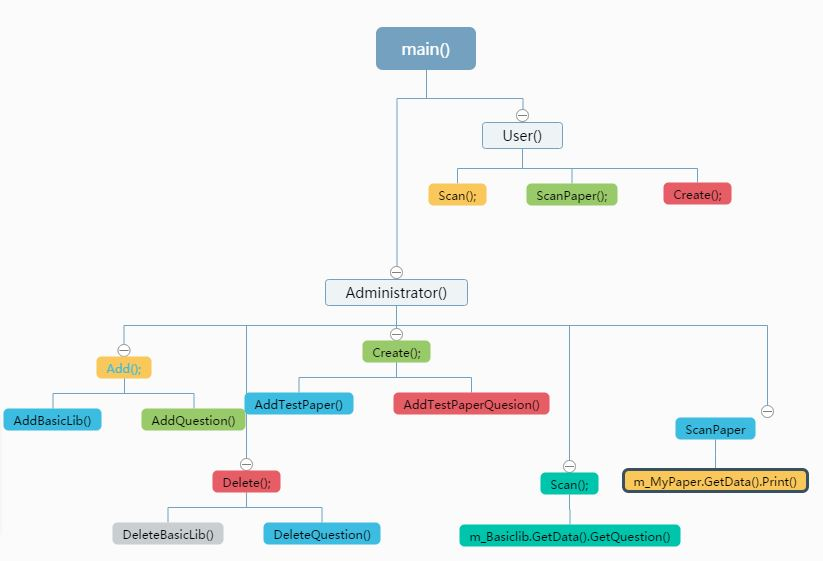 main()
User()
Scan();
ScanPaper();
Create();
Administrator()
Add();
Create();
AddBasicLib()
AddQuestion()
AddTestPaper()
AddTestPaperQuesion()
ScanPaper
Delete();
Scan();
m_MyPaper.GetData().Print()
DeleteBasicLib()
DeleteQuestion()
m_Basiclib.GetData().GetQuestion()